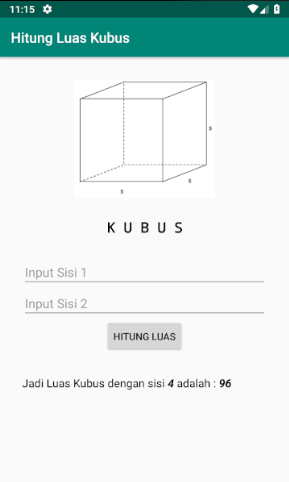 11:15
Hitung Luas Kubus
s
s
s
K U B U S
Input Sisi 1
Input Sisi 2
HITUNG LUAS
Jadi Luas Kubus dengan sisi 4 adalah : 96